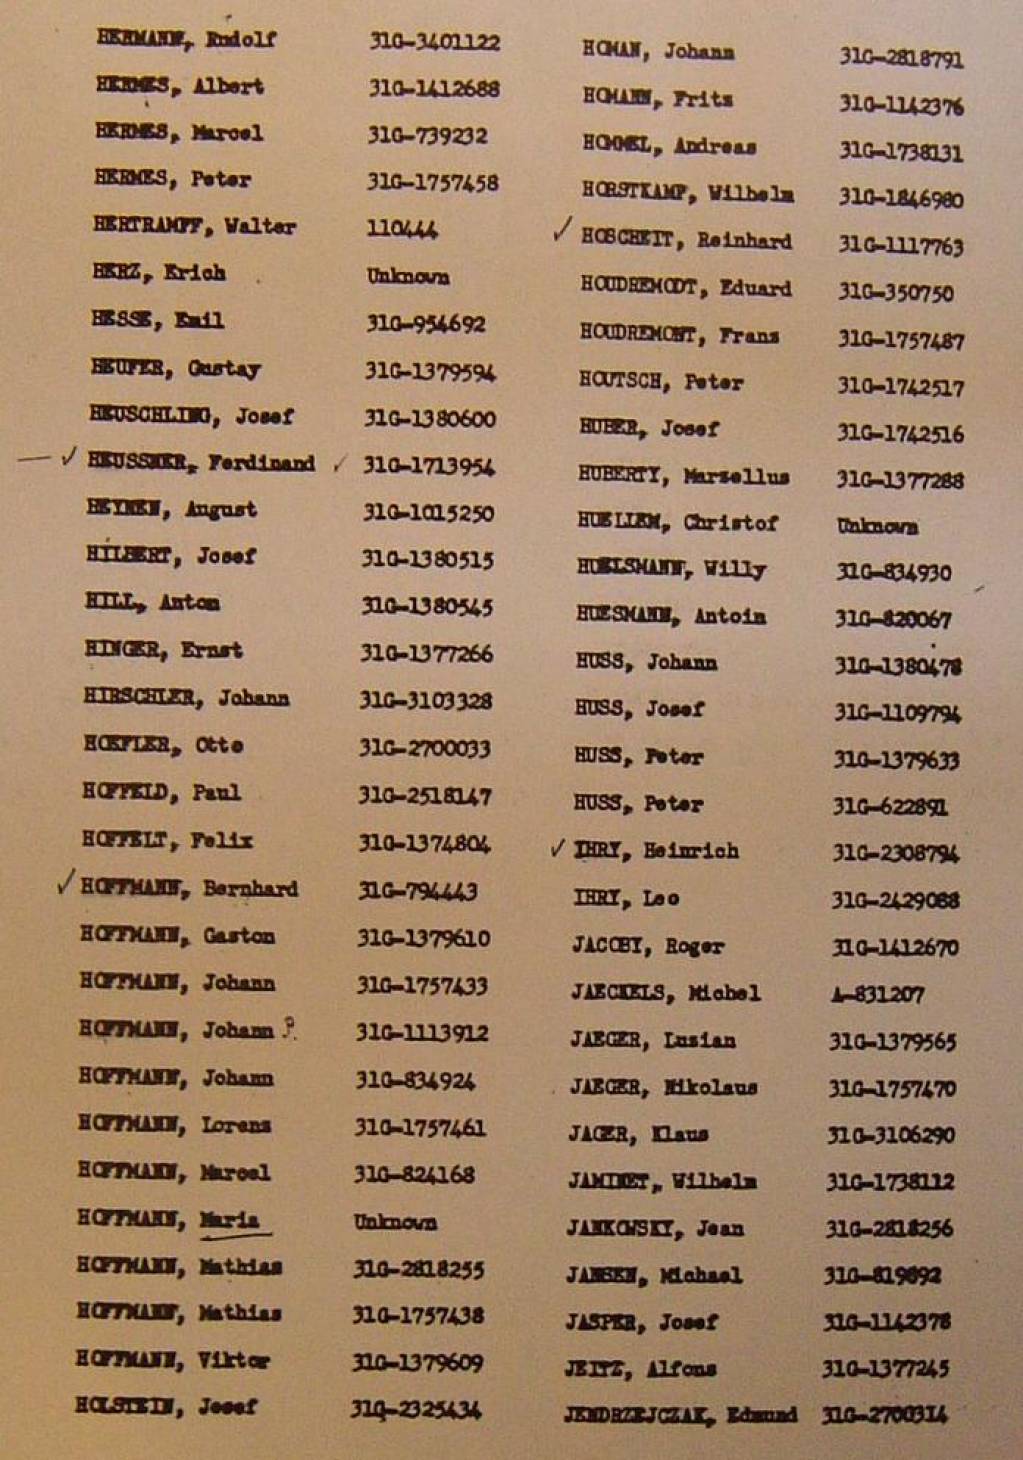 HERMANN, Rudolf 31G-3401122
HERMES, Albert 31G-1412688
HERMES, Marcel 31G-739232
HERMES, Peter 31G-1757458
HERTRAMPF, Walter 110444
HERZ, Erich Unknown
HESSE, Emil 31G-954692
HEUFER, Gustay 31G-1379594
HEUSCHLING, Josef 31G-1380600
HEUSSNER, Ferdinand 31G-1713954
HEYNEN, August 31G-1015250
HILBERT, Josef 31G-1380515
HILL, Anton 31G-1380545
HINGER, Ernst 31G-1377266
HIRSCHLER, Johann 31G-3103328
HOEFLER, Otto 31G-2700033
HOFFELD, Paul 31G-2518147
HOFFELT, Felix 31G-1374804
HOFFMANN, Bernhard 31G-794443
HOFFMANN, Gaston 31G-1379610
HOFFMANN, Johann 31G-1757433
HOFFMANN, Johann P. 31G-1113912
HOFFMANN, Johann 31G-834924
HOFFMANN, Lorenz 31G-1757461
HOFFMANN, Marcel 31G-824168
HOFFMANN, Maria Unknown
HOFFMANN, Mathias 31G-2818255
HOFFMANN, Mathias 31G-1757438
HOFFMANN, Viktor 31G-1379609
HOLSTEIN, Josef 31G-2325434
HOMAN, Johann 31G-2818791
HOMANN, Fritz 31G-1142376
HOMMEL, Andreas 31G-1738131
HORSTKAMP, Wilhelm 31G-1846980
HOSCHEIT, Reinhard 31G-1117763
HOUDREMODT, Eduard 31G-350750
HOUDREMONT, Franz 31G-1757487
HOUTSCH, Peter 31G-1742517
HUBER, Josef 31G-1742516
HUBERTY, Marzellus 31G-1377288
HUELLEM, Christof Unknown
HUELSMANN, Willy 31G-834930
HUESMANN, Antoin 31G-820067
HUSS, Johann 31G-1380478
HUSS, Josef 31G-1109794
HUSS, Peter 31G-1379633
HUSS, Peter 31G-622891
IHRY, Heinrich 31G-2308794
IHRY, Leo 31G-2429088
JACOBY, Roger 31G-1412670
JAECKELS, Michel A-831207
JAEGER, Luzian 31G-1379565
JAEGER, Nikolaus 31G-1757470
JAGER, Klaus 31G-3106290
JAMINET, Wilhelm 31G-1738112
JANKOWSKY, Jean 31G-2818256
JANSEN, Michael 31G-819892
JASPER, Josef 31G-1142378
JEITZ, Alfons 31G-1377245
JENDRZEJCZAK, Edmund 31G-2700314